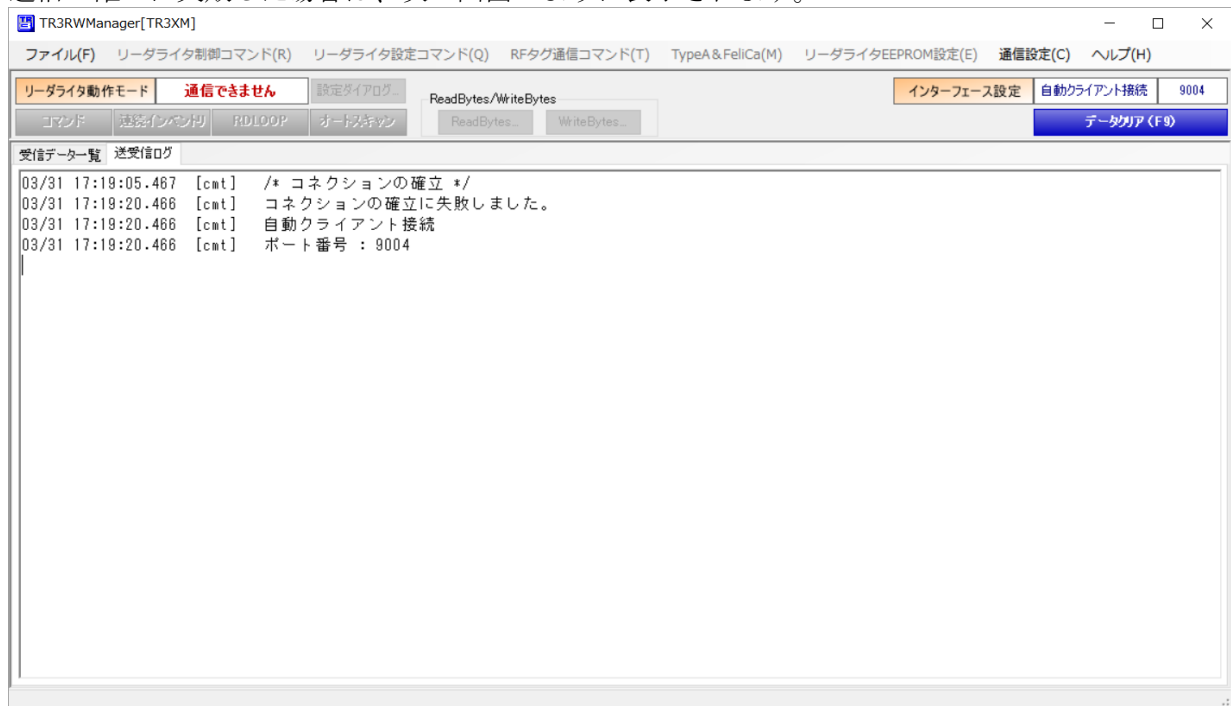 TR3RWManager[TR3XM]
ファイル(F) リーダライタ制御コマンド(R) リーダライタ設定コマンド(Q) RFタグ通信コマンド(T) TypeA&FeliCa(M) リーダライタEEPROM設定(E) 通信設定(C) ヘルプ(H)
リーダライタ動作モード 通信できません 設定ダイアログ... ReadBytes/WriteBytes インターフェース設定 自動クライアント接続 9004
コマンド 連続インベントリ RDLOOP オートスキャン ReadBytes... WriteBytes... データクリア(F9)
受信データ一覧 送受信ログ
03/31 17:19:05.467 [cmt] /* コネクションの確立 */
03/31 17:19:20.466 [cmt] コネクションの確立に失敗しました。
03/31 17:19:20.466 [cmt] 自動クライアント接続
03/31 17:19:20.466 [cmt] ポート番号 : 9004